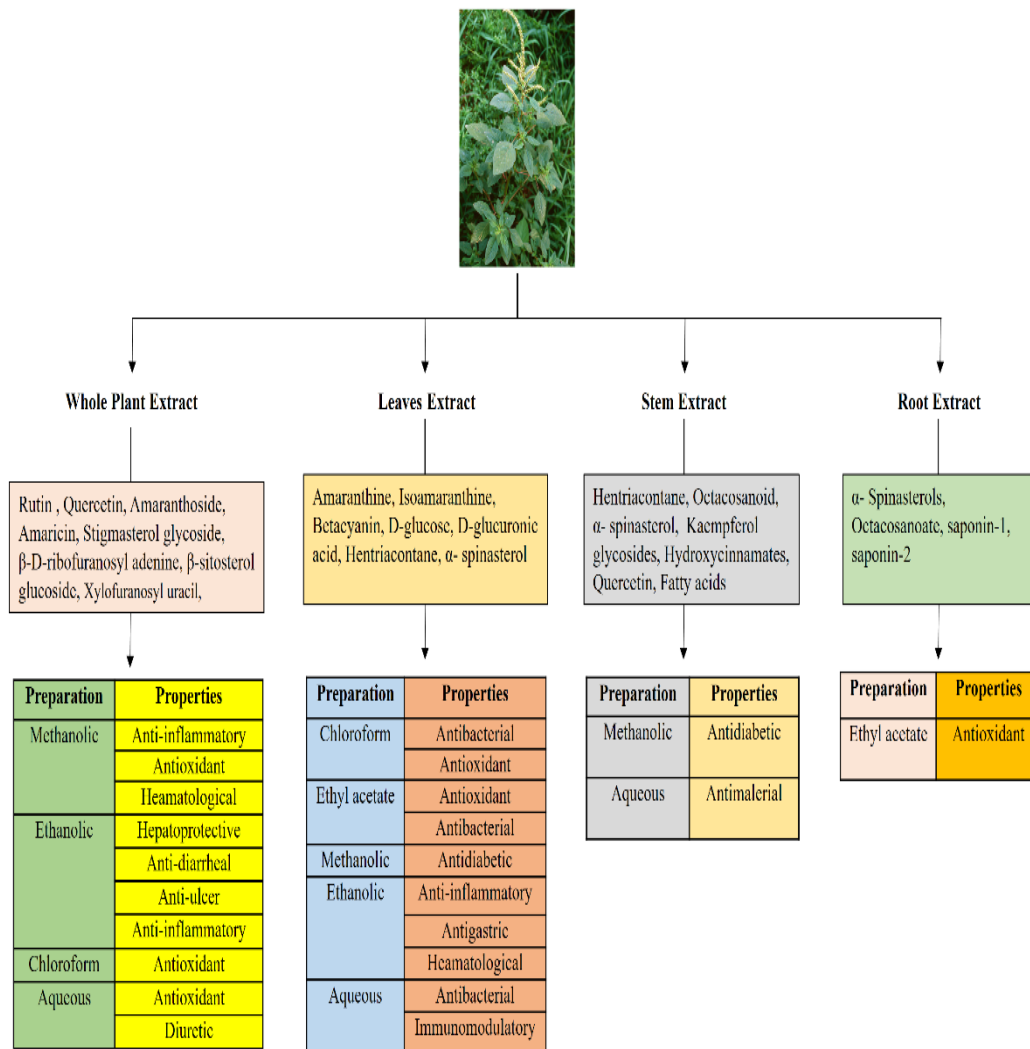 Whole Plant Extract
Leaves Extract
Stem Extract
Root Extract
Rutin , Quercetin, Amaranthoside,
Amaricin, Stigmasterol glycoside,
β-D-ribofuranosyl adenine, β-sitosterol
glucoside, Xylofuranosyl uracil,
Amaranthine, Isoamaranthine,
Betacyanin, D-glucose, D-glucuronic
acid, Hentriacontane, α- spinasterol
Hentriacontane, Octacosanoid,
α- spinasterol, Kaempferol
glycosides, Hydroxycinnamates,
Quercetin, Fatty acids
α- Spinasterols,
Octacosanoate, saponin-1,
saponin-2
Preparation Properties
Methanolic Anti-inflammatory
Antioxidant
Heamatological
Ethanolic Hepatoprotective
Anti-diarrheal
Anti-ulcer
Anti-inflammatory
Chloroform Antioxidant
Aqueous Antioxidant
Diuretic
Preparation Properties
Chloroform Antibacterial
Antioxidant
Ethyl acetate Antioxidant
Antibacterial
Methanolic Antidiabetic
Ethanolic Anti-inflammatory
Antigastric
Heamatological
Aqueous Antibacterial
Immunomodulatory
Preparation Properties
Methanolic Antidiabetic
Aqueous Antimalerial
Preparation Properties
Ethyl acetate Antioxidant